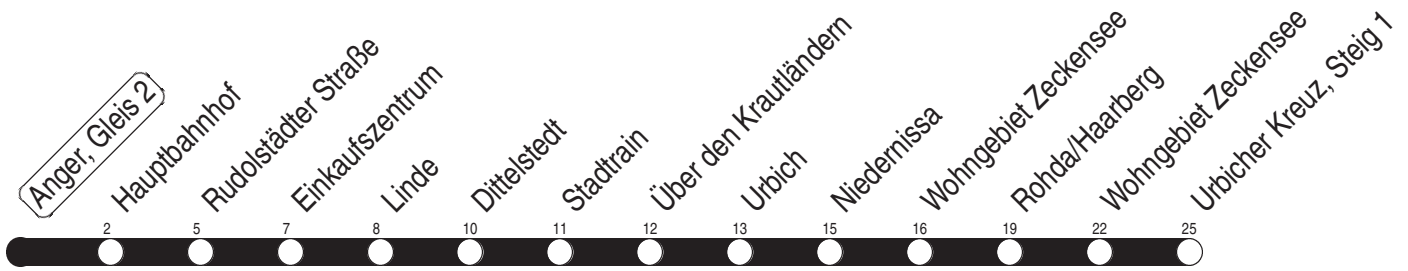 Anger, Gleis 2
Hauptbahnhof
Rudolstädter Straße
Einkaufszentrum
Linde
Dittelstedt
Stadtrain
Über den Krautländern
Urbich
Niedernissa
Wohngebiet Zeckensee
Rohda/Haarberg
Wohngebiet Zeckensee
Urbicher Kreuz, Steig 1
2 5 7 8 10 11 12 13 15 16 19 22 25